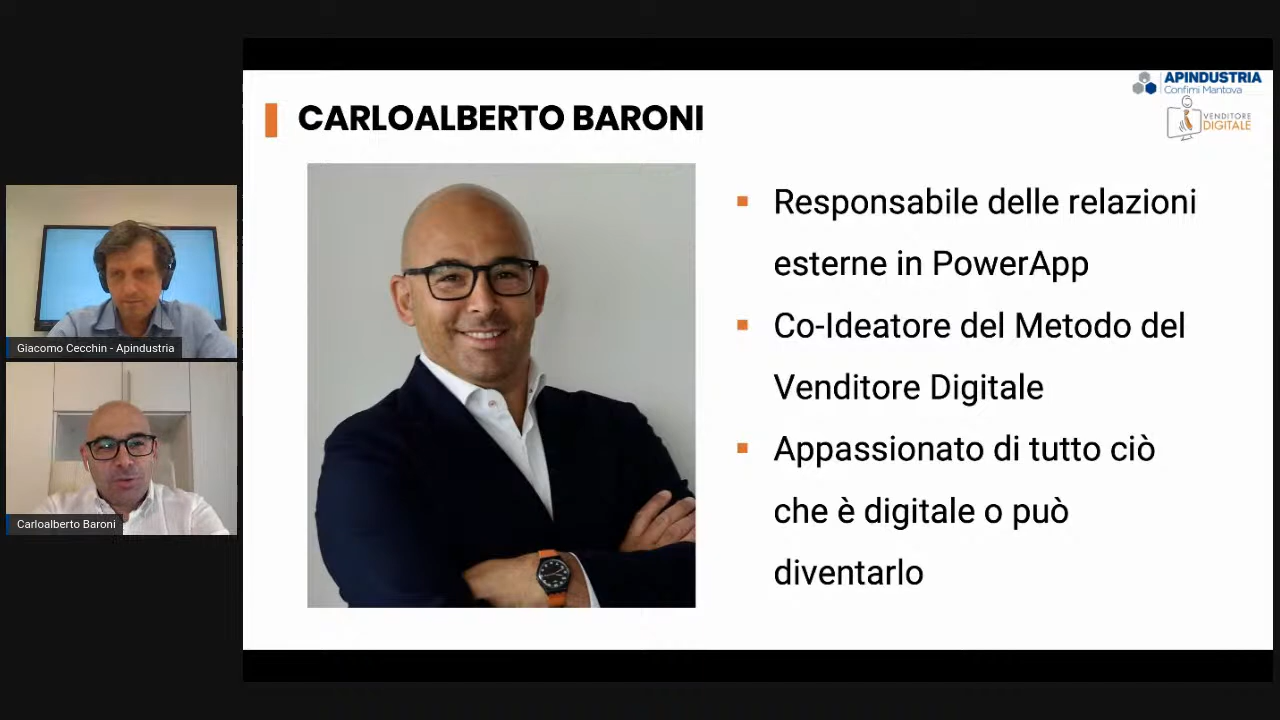 APINDUSTRIA
Confimi Mantova
VENDITORE
DIGITALE
CARLOALBERTO BARONI
▪ Responsabile delle relazioni
esterne in PowerApp
▪ Co-Ideatore del Metodo del
Venditore Digitale
▪ Appassionato di tutto ciò
che è digitale o può
diventarlo
Giacomo Cecchin - Apindustria
Carloalberto Baroni